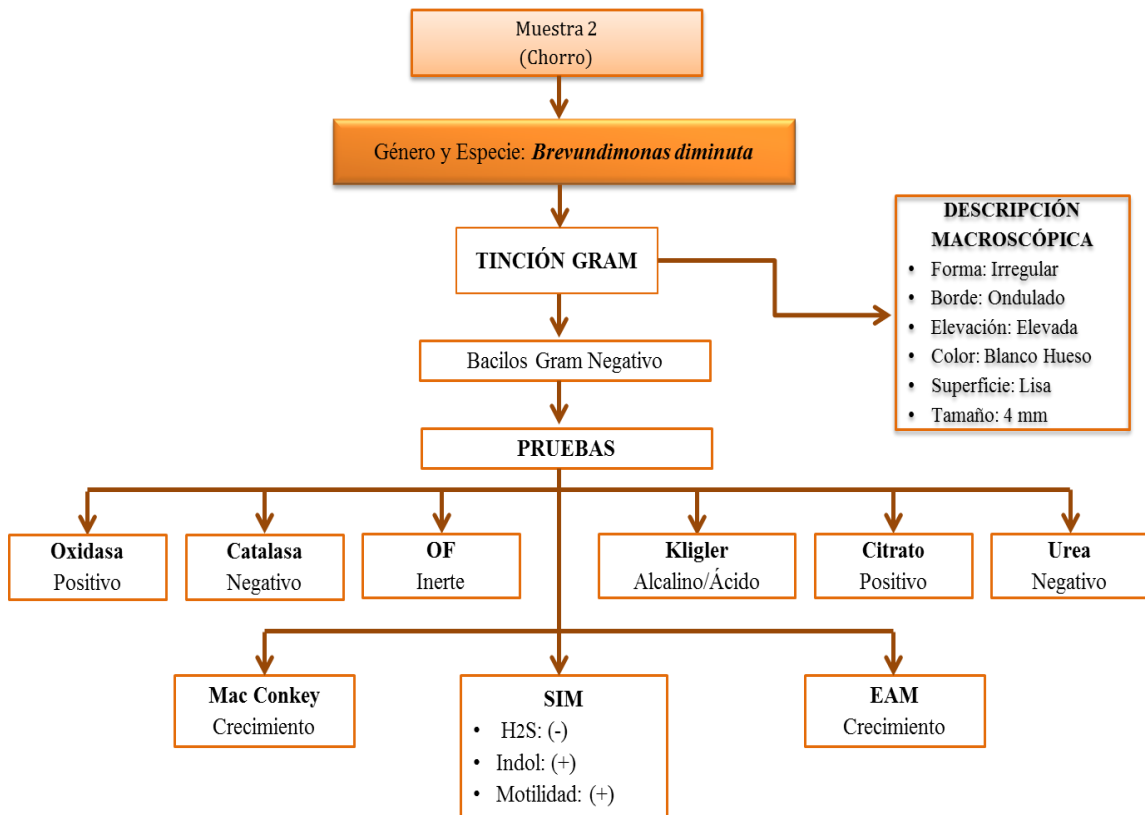 Muestra 2
(Chorro)
Género y Especie: Brevundimonas diminuta
TINCIÓN GRAM
DESCRIPCIÓN
MACROSCÓPICA
• Forma: Irregular
• Borde: Ondulado
• Elevación: Elevada
• Color: Blanco Hueso
• Superficie: Lisa
• Tamaño: 4 mm
Bacilos Gram Negativo
PRUEBAS
Oxidasa
Positivo
Catalasa
Negativo
OF
Inerte
Kligler
Alcalino/Ácido
Citrato
Positivo
Urea
Negativo
Mac Conkey
Crecimiento
SIM
• H2S: (-)
• Indol: (+)
• Motilidad: (+)
EAM
Crecimiento